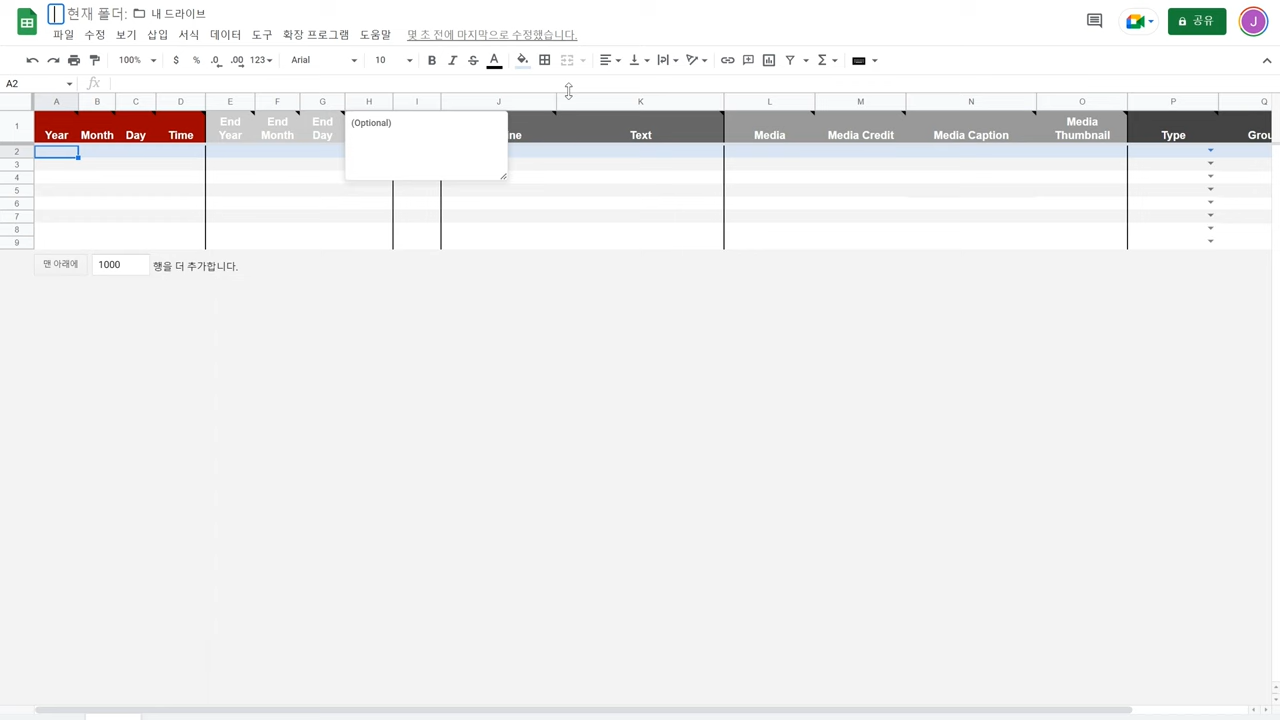 현재 폴더: 내 드라이브
파일 수정 보기 삽입 서식 데이터 도구 확장 프로그램 도움말 몇 초 전에 마지막으로 수정했습니다.
공유
J
100% $ % .0 .00 123 Arial 10 B I S A
A2 fx
A B C D E F G H I J K L M N O P Q
1 Year Month Day Time End Year End Month End Day Text Media Media Credit Media Caption Media Thumbnail Type
(Optional)
2
3
4
5
6
7
8
9
맨 아래에 1000 행을 더 추가합니다.